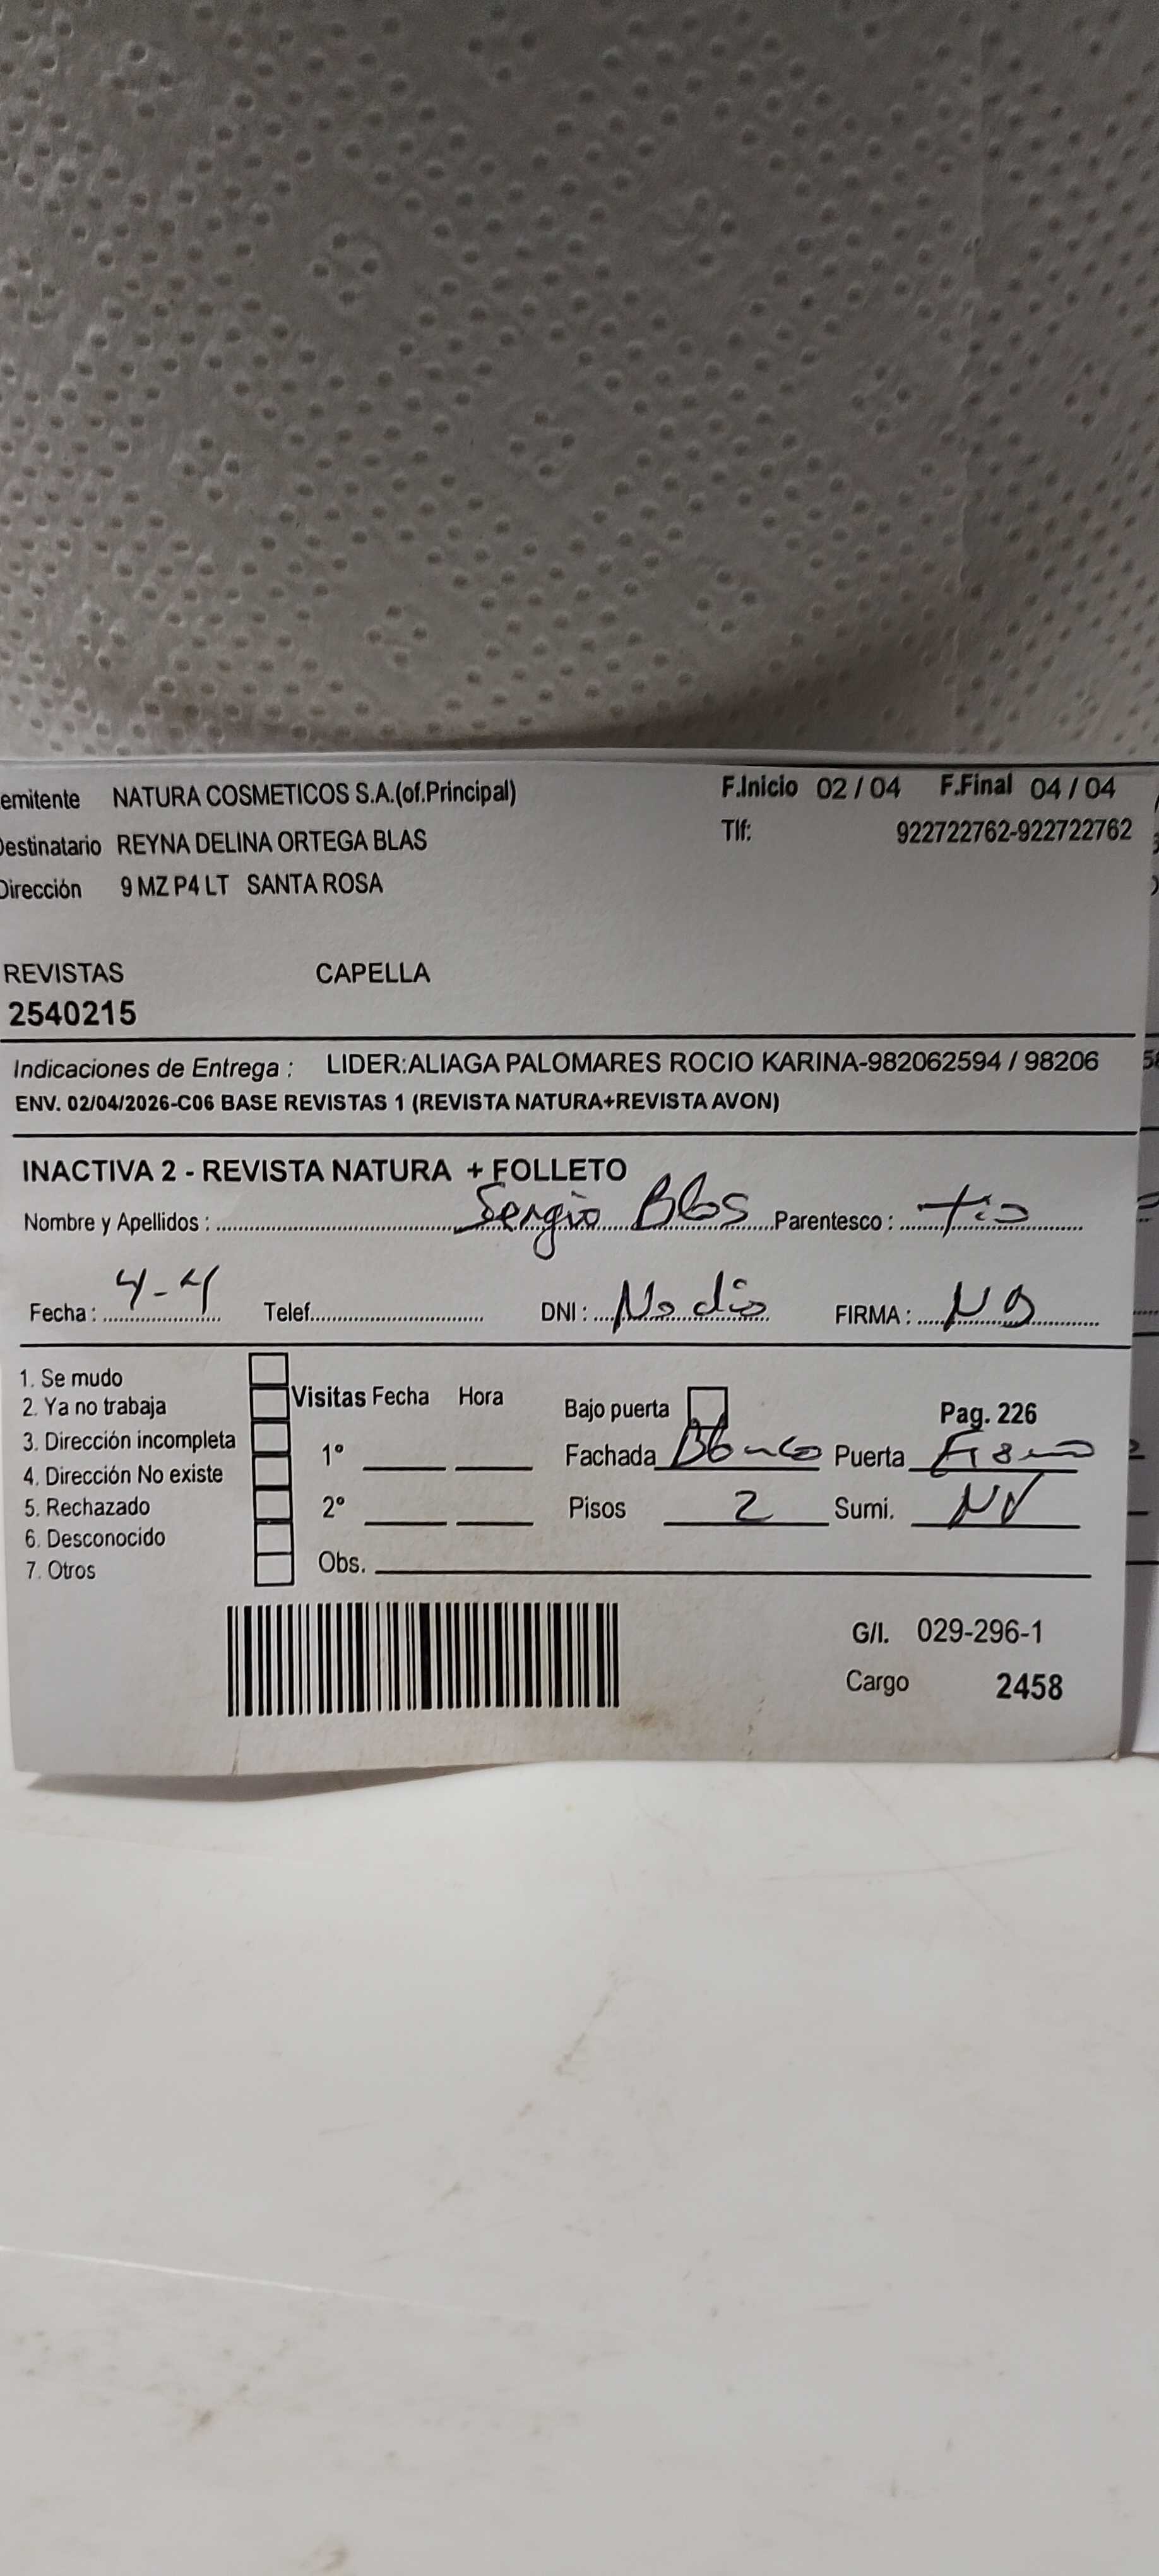 emitente NATURA COSMETICOS S.A.(of.Principal) F.Inicio 02 / 04 F.Final 04 / 04
Destinatario REYNA DELINA ORTEGA BLAS Tlf: 922722762-922722762
Dirección 9 MZ P4 LT SANTA ROSA
REVISTAS CAPELLA
2540215
Indicaciones de Entrega : LIDER:ALIAGA PALOMARES ROCIO KARINA-982062594 / 98206
ENV. 02/04/2026-C06 BASE REVISTAS 1 (REVISTA NATURA+REVISTA AVON)
INACTIVA 2 - REVISTA NATURA + FOLLETO
Nombre y Apellidos : Sergio Blas Parentesco : tio
Fecha : 4-4 Telef. DNI : No dio FIRMA : ND
1. Se mudo
2. Ya no trabaja
3. Dirección incompleta
4. Dirección No existe
5. Rechazado
6. Desconocido
7. Otros
Visitas Fecha Hora
1°
2°
Obs.
Bajo puerta Pag. 226
Fachada Blanco Puerta
Pisos 2 Sumi. NV
G/I. 029-296-1
Cargo 2458